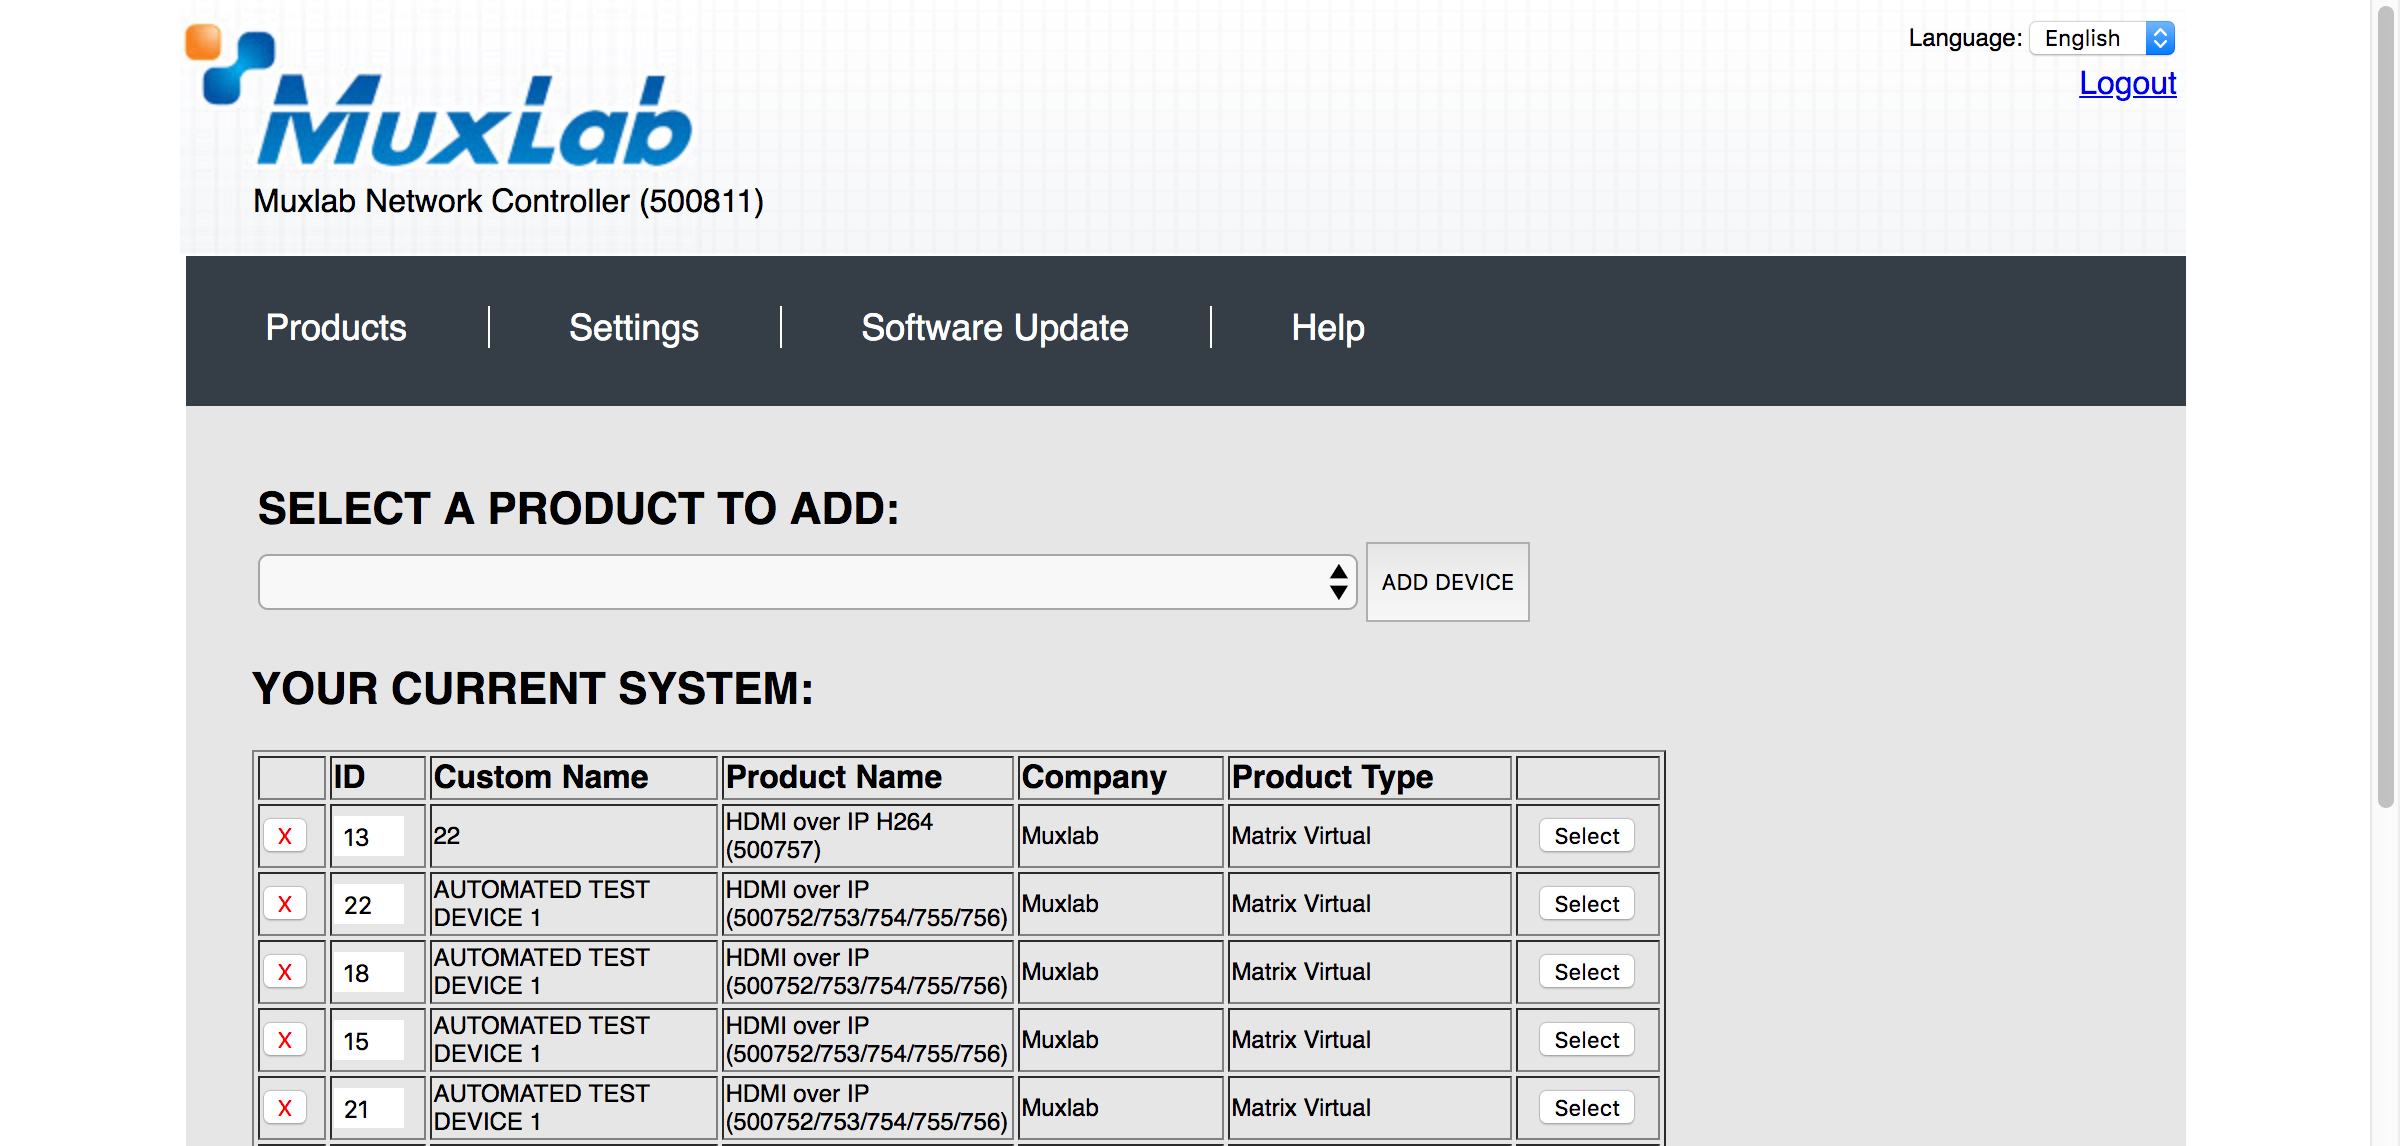 Language: English
Logout
MuxLab
Muxlab Network Controller (500811)
Products
Settings
Software Update
Help
SELECT A PRODUCT TO ADD:
ADD DEVICE
YOUR CURRENT SYSTEM:
ID Custom Name Product Name Company Product Type
X 13 22 HDMI over IP H264 (500757) Muxlab Matrix Virtual Select
X 22 AUTOMATED TEST DEVICE 1 HDMI over IP (500752/753/754/755/756) Muxlab Matrix Virtual Select
X 18 AUTOMATED TEST DEVICE 1 HDMI over IP (500752/753/754/755/756) Muxlab Matrix Virtual Select
X 15 AUTOMATED TEST DEVICE 1 HDMI over IP (500752/753/754/755/756) Muxlab Matrix Virtual Select
X 21 AUTOMATED TEST DEVICE 1 HDMI over IP (500752/753/754/755/756) Muxlab Matrix Virtual Select